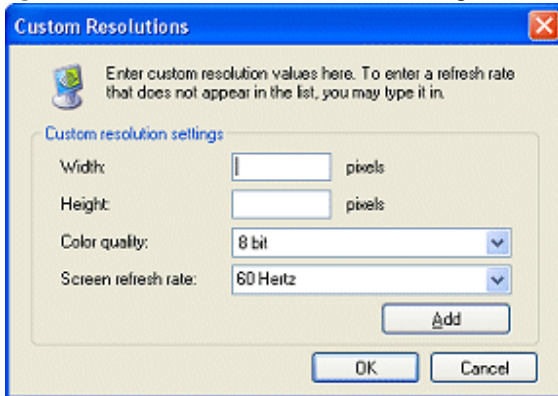 Custom Resolutions
Enter custom resolution values here. To enter a refresh rate
that does not appear in the list, you may type it in.
Custom resolution settings
Width: pixels
Height: pixels
Color quality: 8 bit
Screen refresh rate: 60 Hertz
Add
OK Cancel